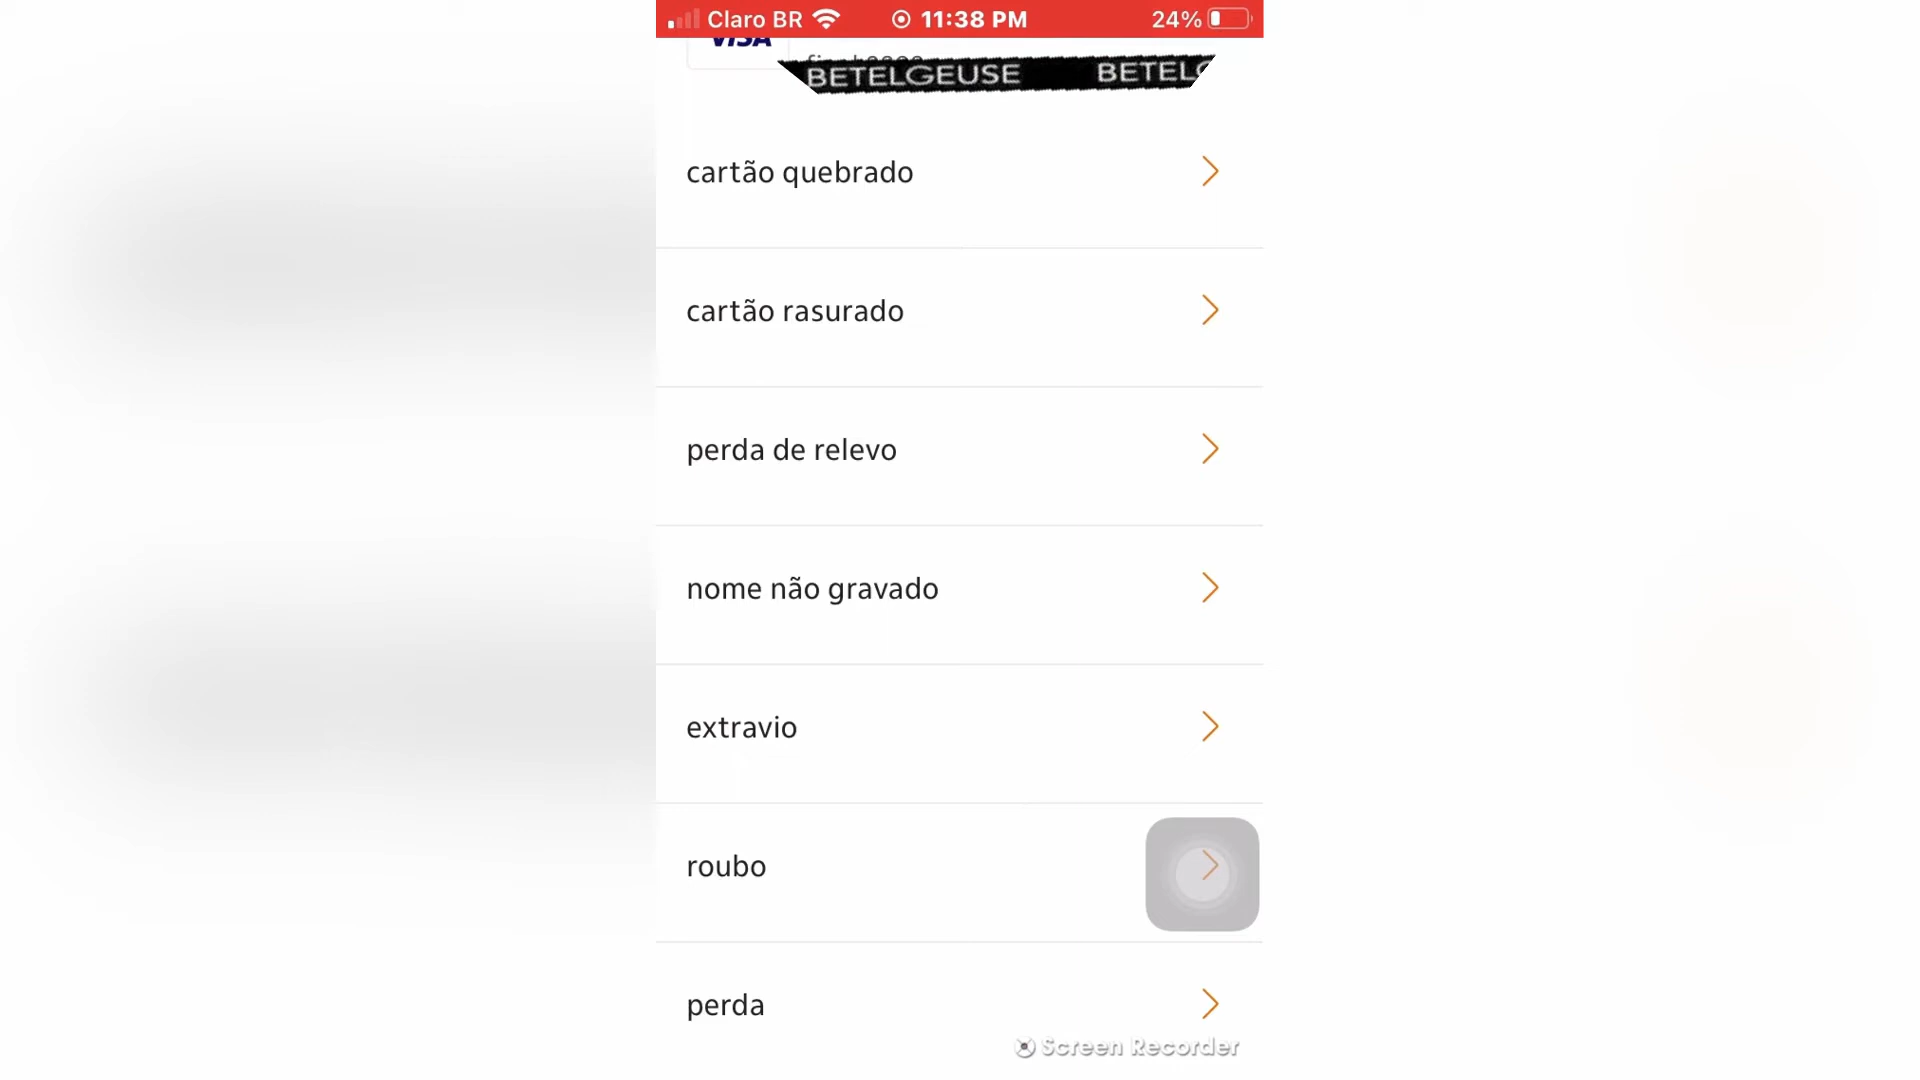 Claro BR 11:38 PM 24%
VISA
BETELGEUSE BETELG
cartão quebrado
cartão rasurado
perda de relevo
nome não gravado
extravio
roubo
perda
Screen Recorder